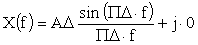 X(f) = AΔ sin (ΠΔ · f) / ΠΔ · f + j · 0